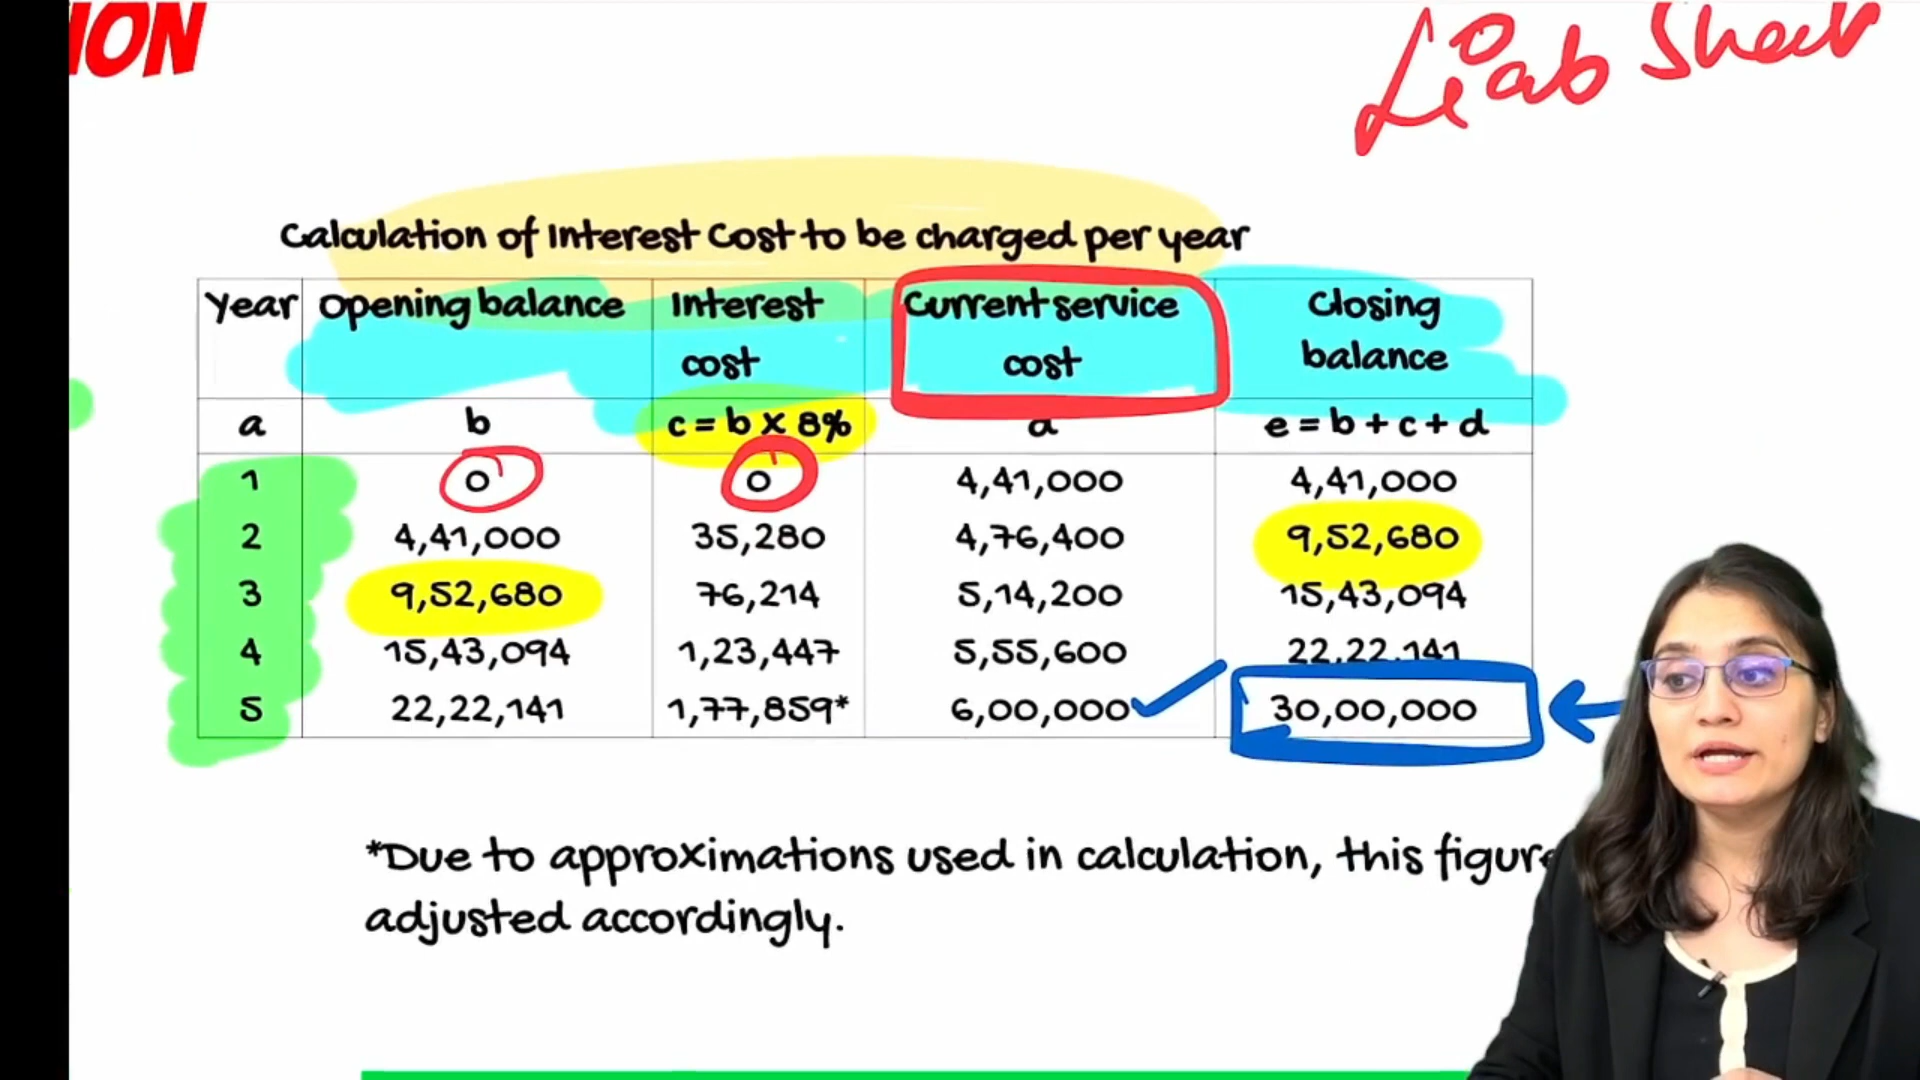 ION
Liab Sheet
Calculation of Interest Cost to be charged per year
Year Opening balance Interest cost Current service cost Closing balance
a b c = b x 8% d e = b + c + d
1 0 0 4,41,000 4,41,000
2 4,41,000 35,280 4,76,400 9,52,680
3 9,52,680 76,214 5,14,200 15,43,094
4 15,43,094 1,23,447 5,55,600 22,22,141
5 22,22,141 1,77,859* 6,00,000 30,00,000
*Due to approximations used in calculation, this figure
adjusted accordingly.